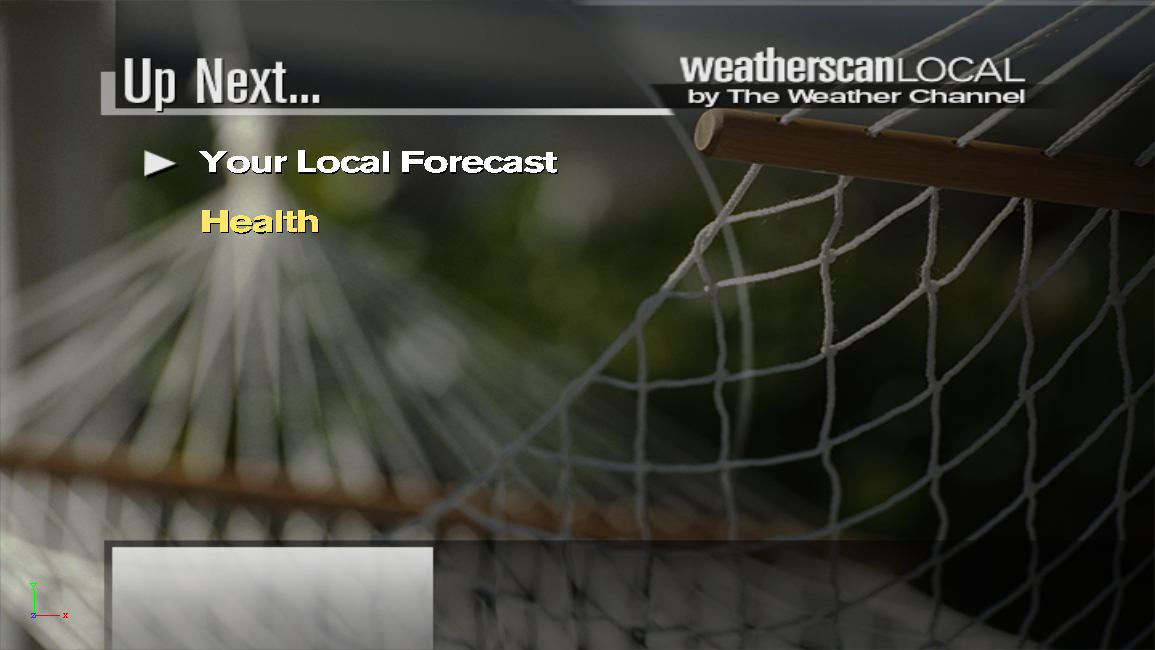 Up Next...
weatherscanLOCAL
by The Weather Channel
Your Local Forecast
Health
Y
Z X